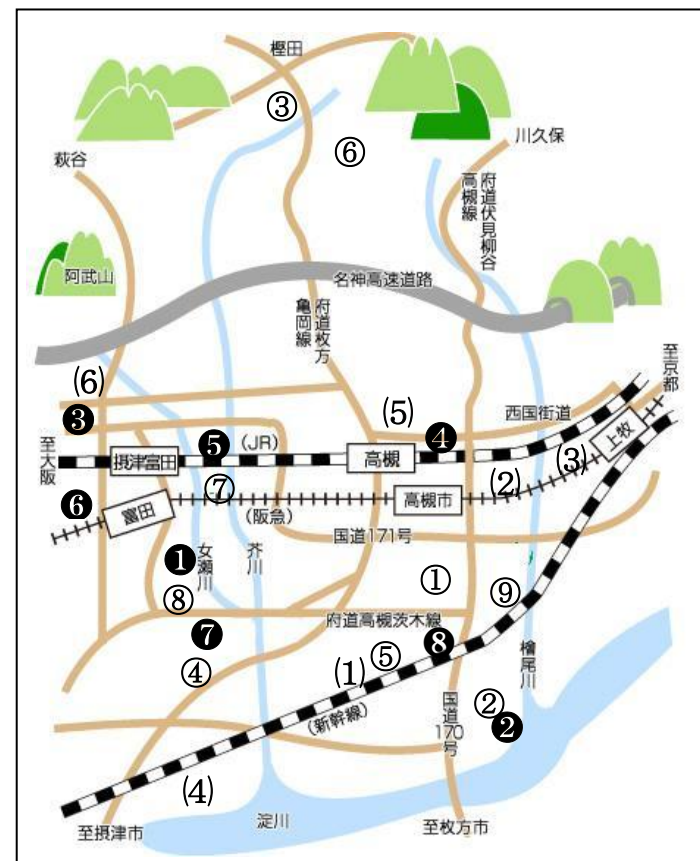 樫田
③
⑥
川久保
萩谷
府道伏見柳谷
高槻線
阿武山
名神高速道路
府道枚方
亀岡線
至京都
⑹
⑸
西国街道
❸
❺
(JR)
❹
上牧
至大阪
摂津富田
高槻
⑶
⑵
⑦
高槻市
❻
富田
(阪急)
国道171号
❶
女瀬川
芥川
①
⑨
⑧
府道高槻茨木線
❼
❽
⑤
檜尾川
④
⑴
②
❷
(新幹線)
国道170号
⑷
至摂津市
淀川
至枚方市